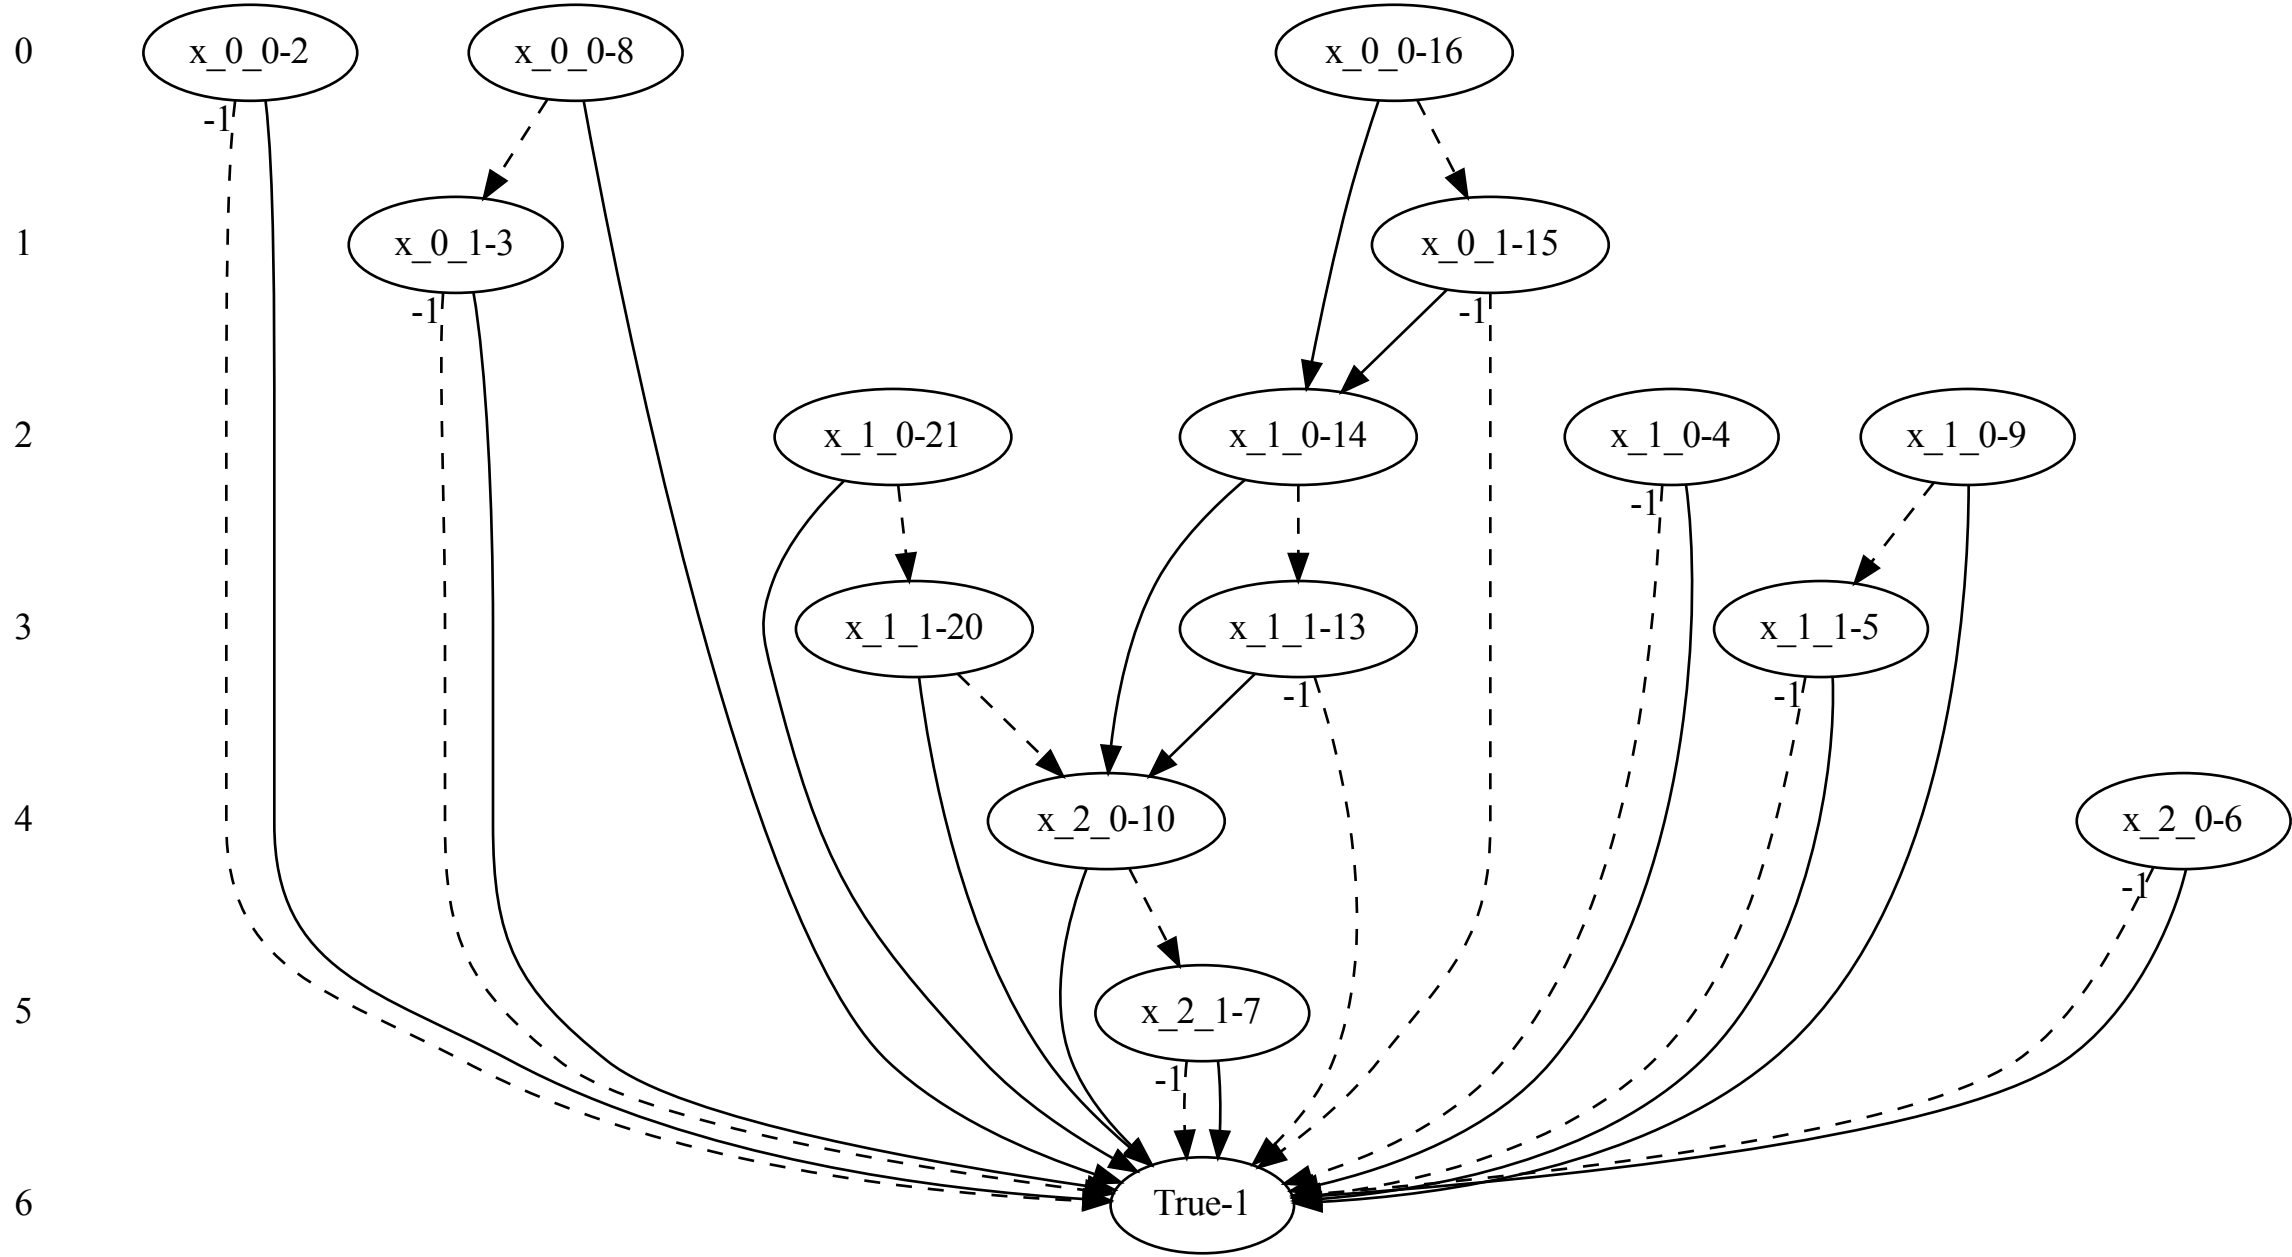 0 x_0_0-2 x_0_0-8 x_0_0-16
-1
1 x_0_1-3 x_0_1-15
-1 -1
2 x_1_0-21 x_1_0-14 x_1_0-4 x_1_0-9
-1
3 x_1_1-20 x_1_1-13 x_1_1-5
-1 -1
4 x_2_0-10 x_2_0-6
-1
5 x_2_1-7
-1
6 True-1